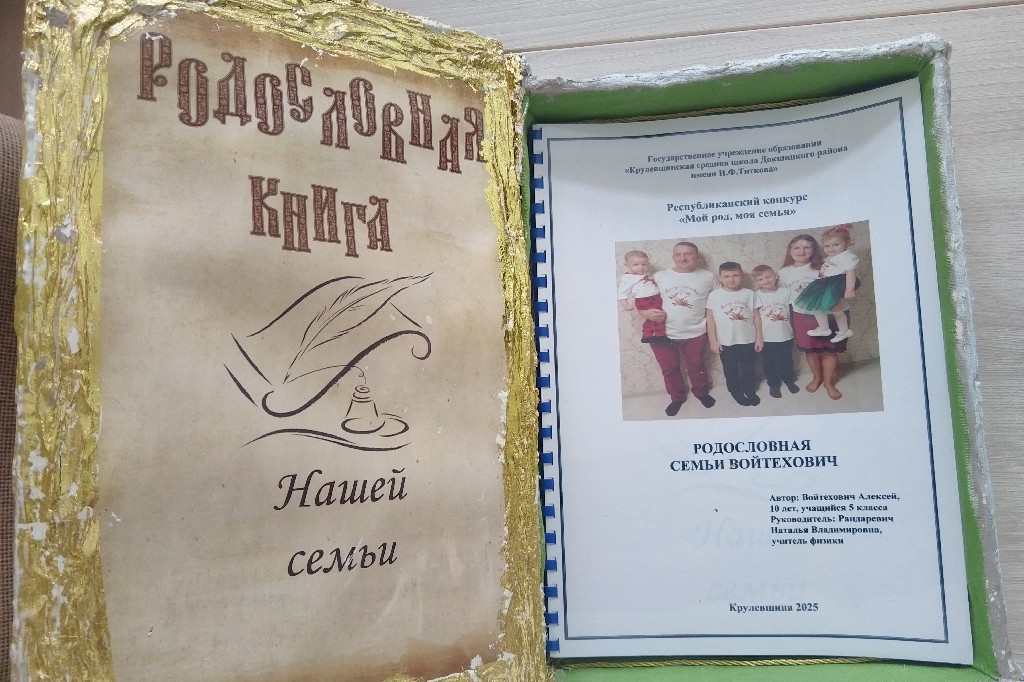 Родословная
книга
Нашей
семьи
Государственное учреждение образования
«Крулевщинская средняя школа Докшицкого района
имени И.Ф.Титкова»
Республиканский конкурс
«Мой род, моя семья»
РОДОСЛОВНАЯ
СЕМЬИ ВОЙТЕХОВИЧ
Автор: Войтехович Алексей,
10 лет, учащийся 5 класса
Руководитель: Рандаревич
Наталья Владимировна,
учитель физики
Крулевщина 2025